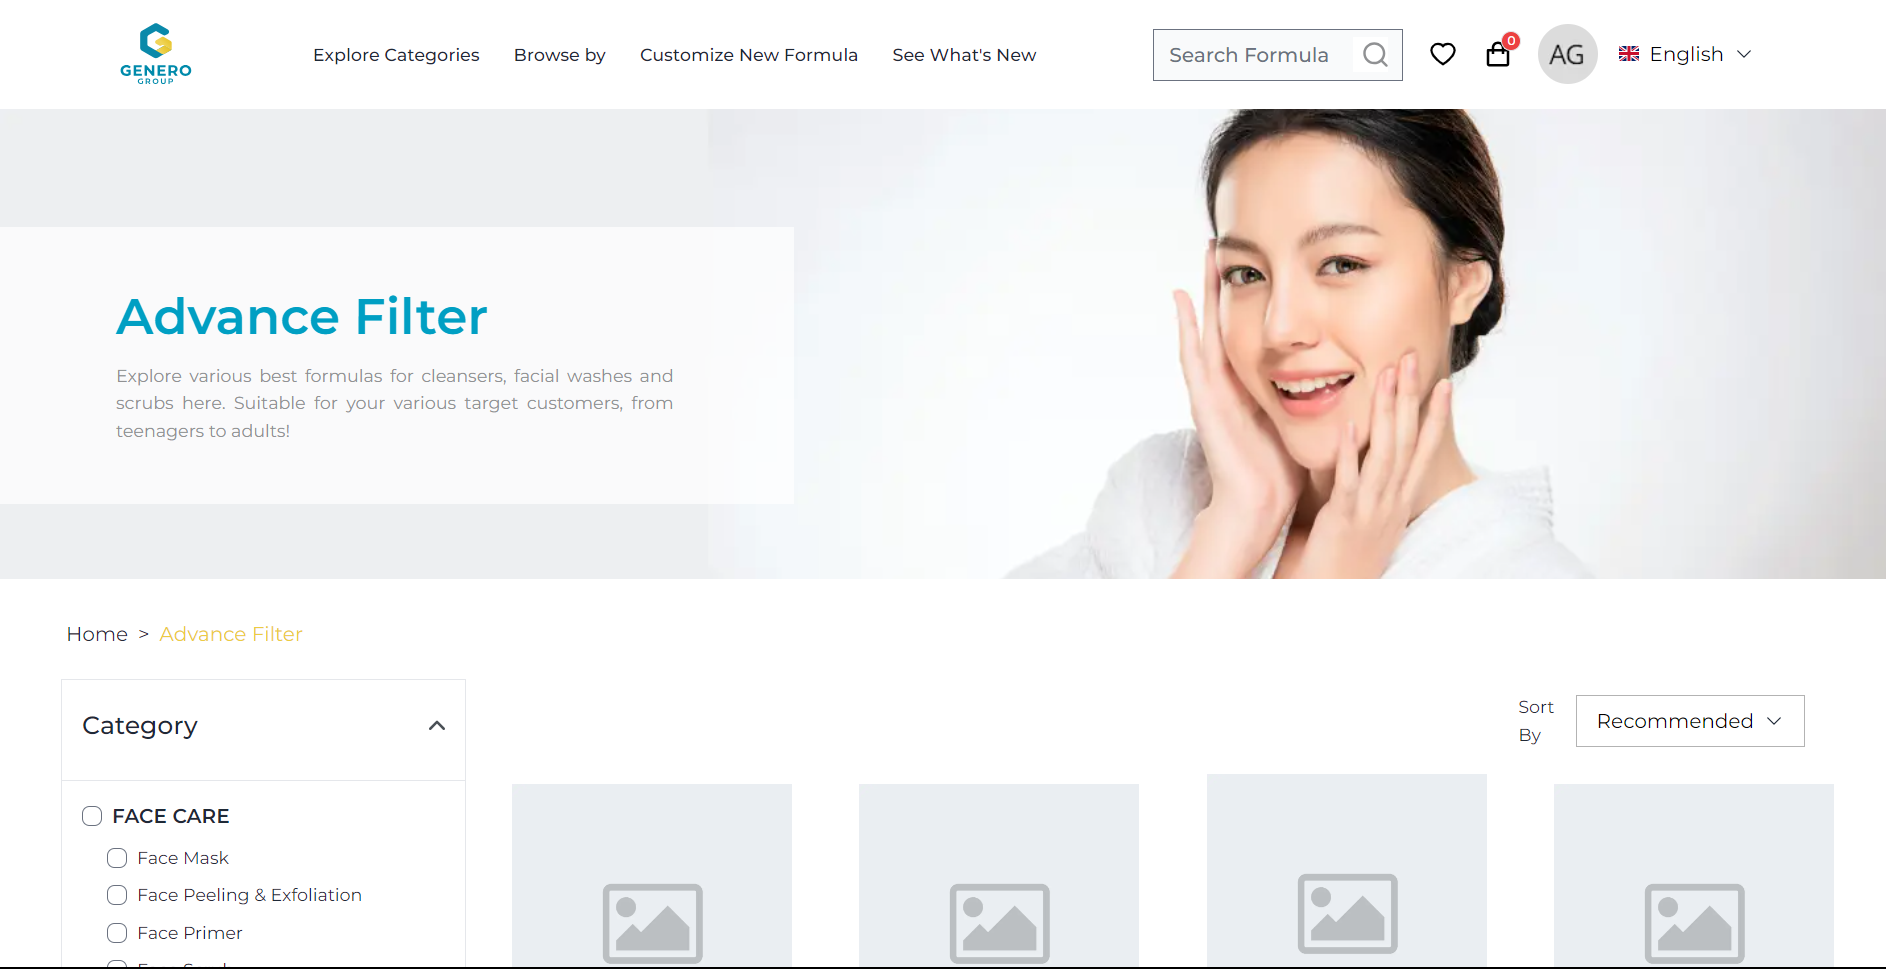 GENERO
GROUP
Explore Categories
Browse by
Customize New Formula
See What's New
Search Formula
0
AG
English
Advance Filter
Explore various best formulas for cleansers, facial washes and
scrubs here. Suitable for your various target customers, from
teenagers to adults!
Home > Advance Filter
Category
Sort
By
Recommended
FACE CARE
Face Mask
Face Peeling & Exfoliation
Face Primer